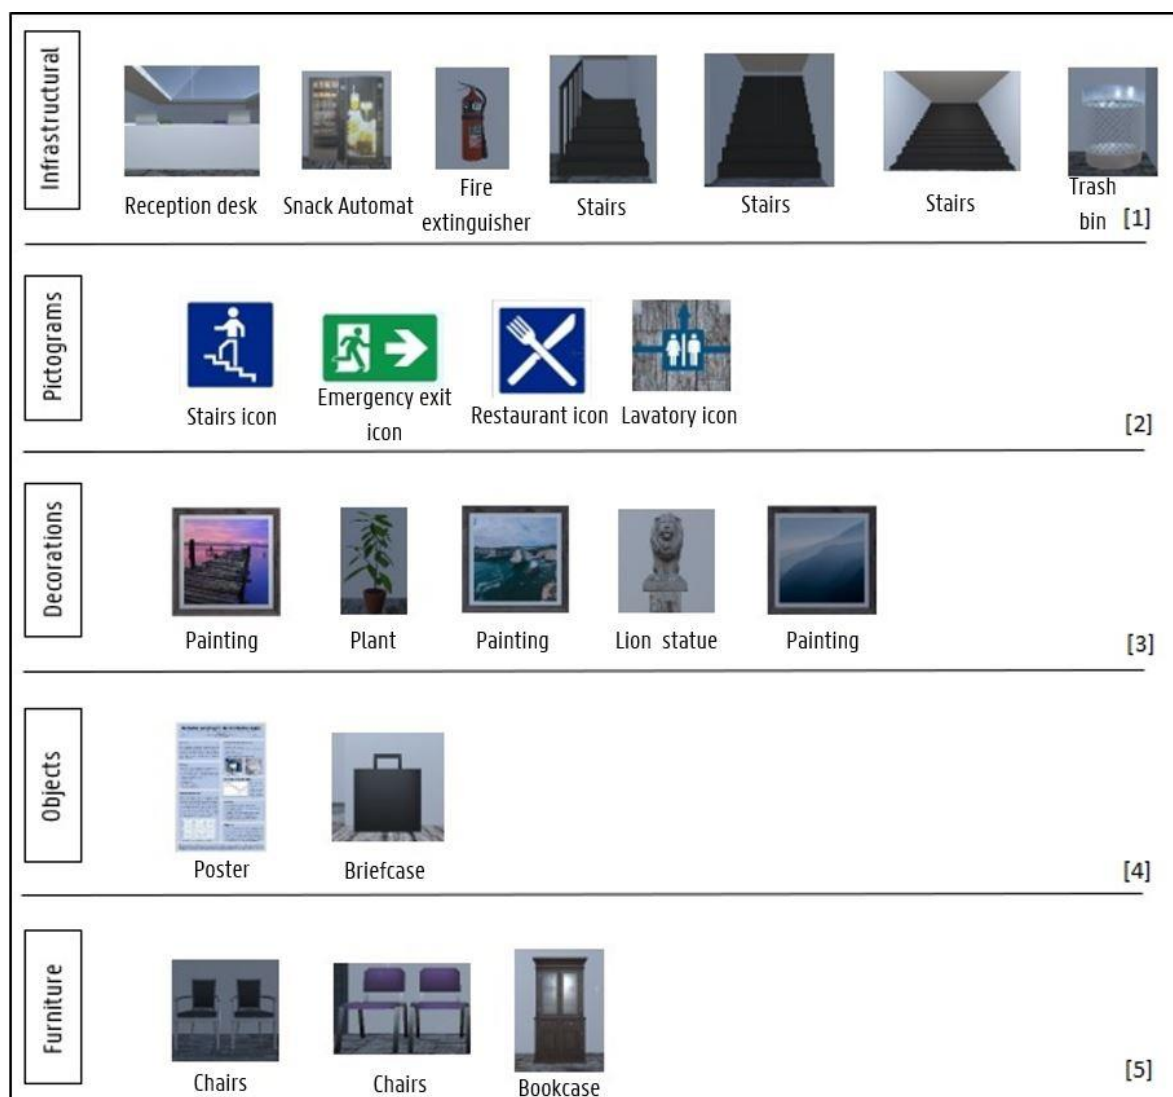 Infrastructural
Reception desk
Snack Automat
Fire
extinguisher
Stairs
Stairs
Stairs
Trash
bin
[1]
Pictograms
Stairs icon
Emergency exit
icon
Restaurant icon
Lavatory icon
[2]
Decorations
Painting
Plant
Painting
Lion statue
Painting
[3]
Objects
Poster
Briefcase
[4]
Furniture
Chairs
Chairs
Bookcase
[5]